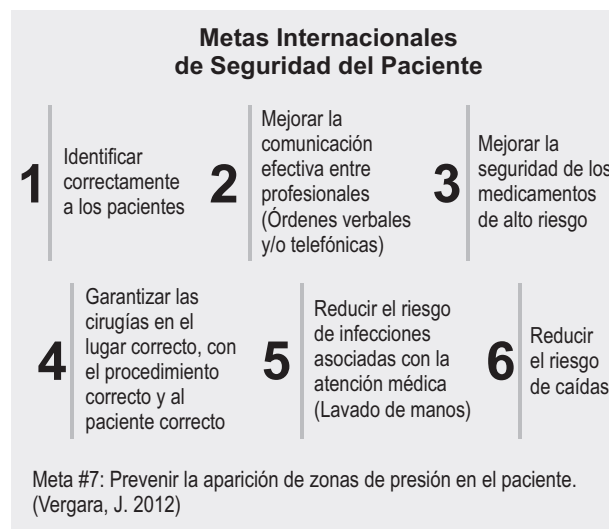 Metas Internacionales
de Seguridad del Paciente
1
Identificar
correctamente
a los pacientes
2
Mejorar la
comunicación
efectiva entre
profesionales
(Órdenes verbales
y/o telefónicas)
3
Mejorar la
seguridad de los
medicamentos
de alto riesgo
4
Garantizar las
cirugías en el
lugar correcto, con
el procedimiento
correcto y al
paciente correcto
5
Reducir el riesgo
de infecciones
asociadas con la
atención médica
(Lavado de manos)
6
Reducir
el riesgo
de caídas
Meta #7: Prevenir la aparición de zonas de presión en el paciente.
(Vergara, J. 2012)